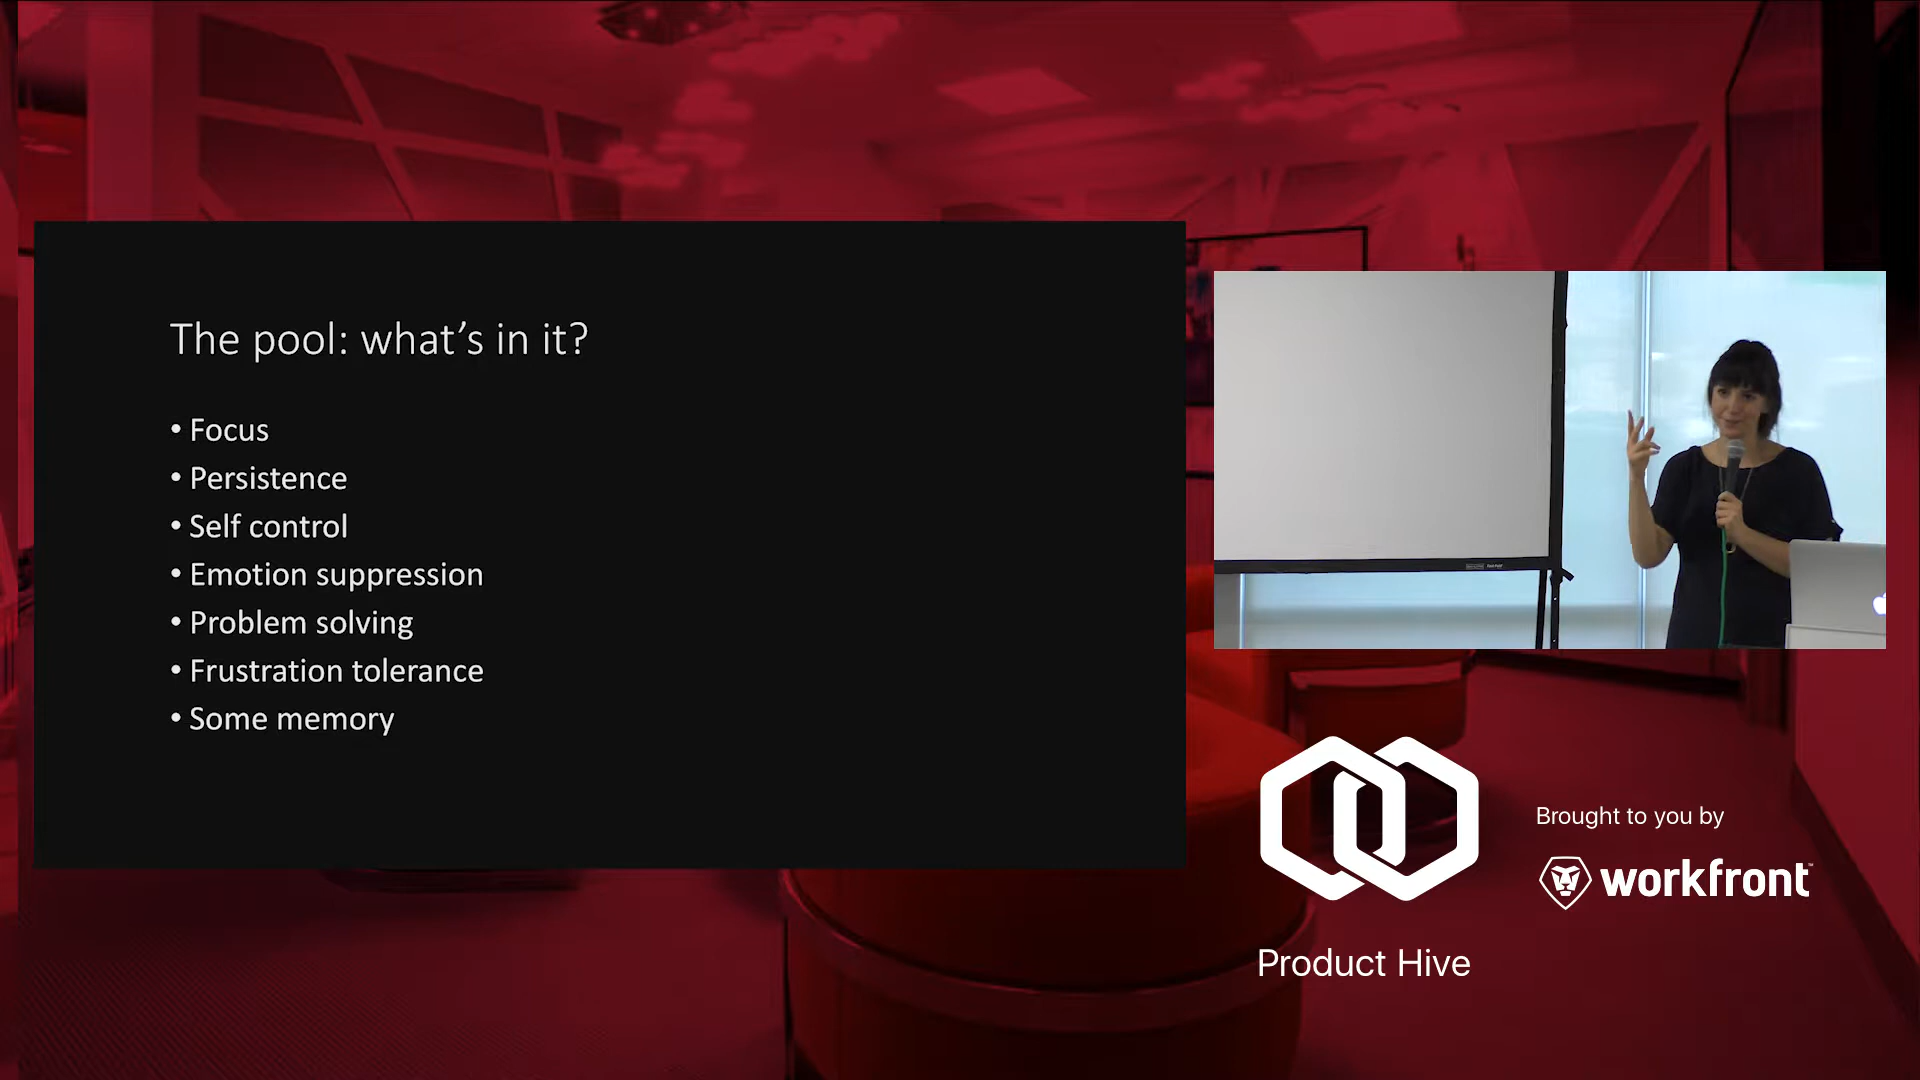 The pool: what's in it?
• Focus
• Persistence
• Self control
• Emotion suppression
• Problem solving
• Frustration tolerance
• Some memory
Brought to you by
workfront™
Product Hive